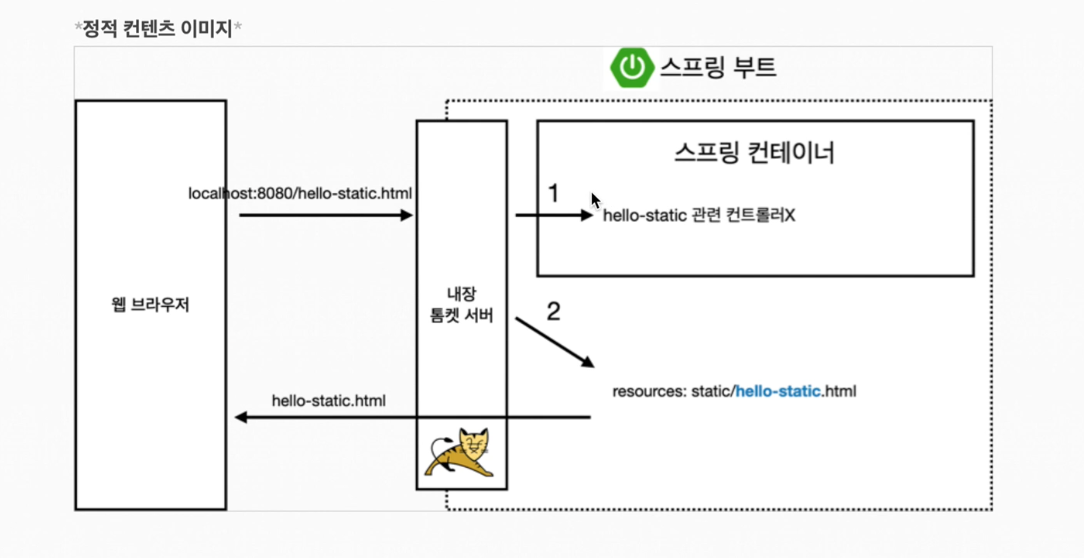 *정적 컨텐츠 이미지*
스프링 부트
스프링 컨테이너
localhost:8080/hello-static.html
1
hello-static 관련 컨트롤러X
웹 브라우저
내장
톰켓 서버
2
resources: static/hello-static.html
hello-static.html